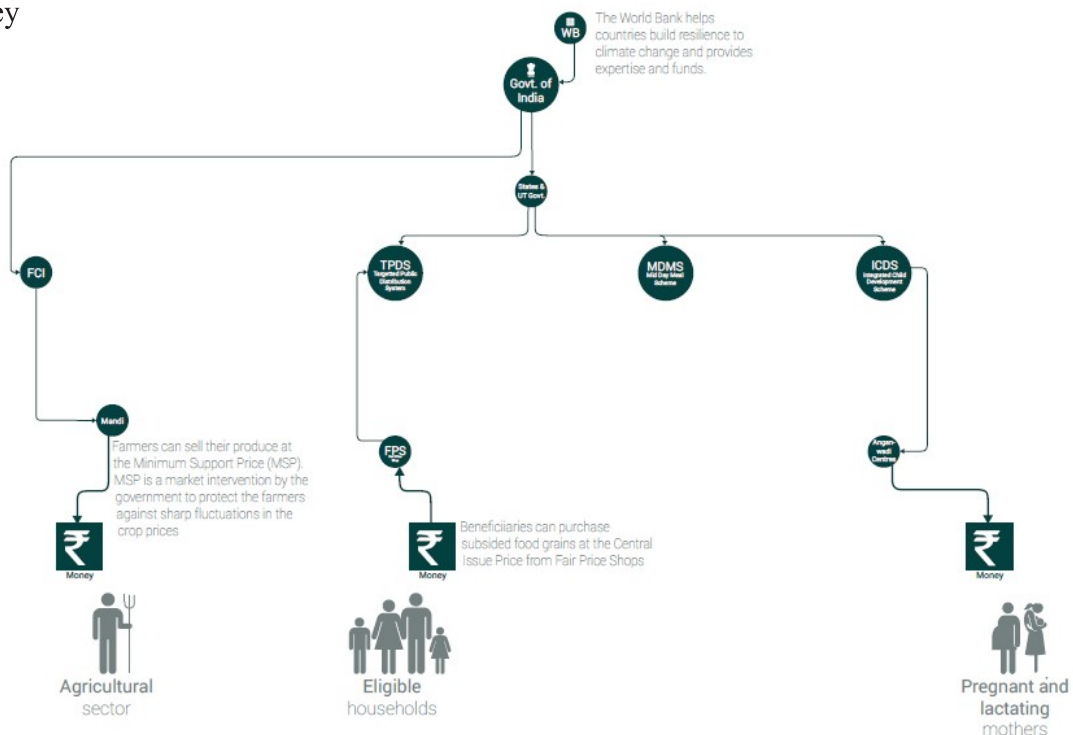 ey
WB
The World Bank helps
countries build resilience to
climate change and provides
expertise and funds.
Govt. of
India
States &
UT Govt.
FCI
TPDS
Targetted Public
Distribution
System
MDMS
Mid Day Meal
Scheme
ICDS
Integrated Child
Development
Scheme
Mandi
Farmers can sell their produce at
the Minimum Support Price (MSP).
MSP is a market intervention by the
government to protect the farmers
against sharp fluctuations in the
crop prices
FPS
Angan-
wadi
Centres
Beneficiiaries can purchase
subsided food grains at the Central
Issue Price from Fair Price Shops
₹
Money
₹
Money
₹
Money
Agricultural
sector
Eligible
households
Pregnant and
lactating
mothers